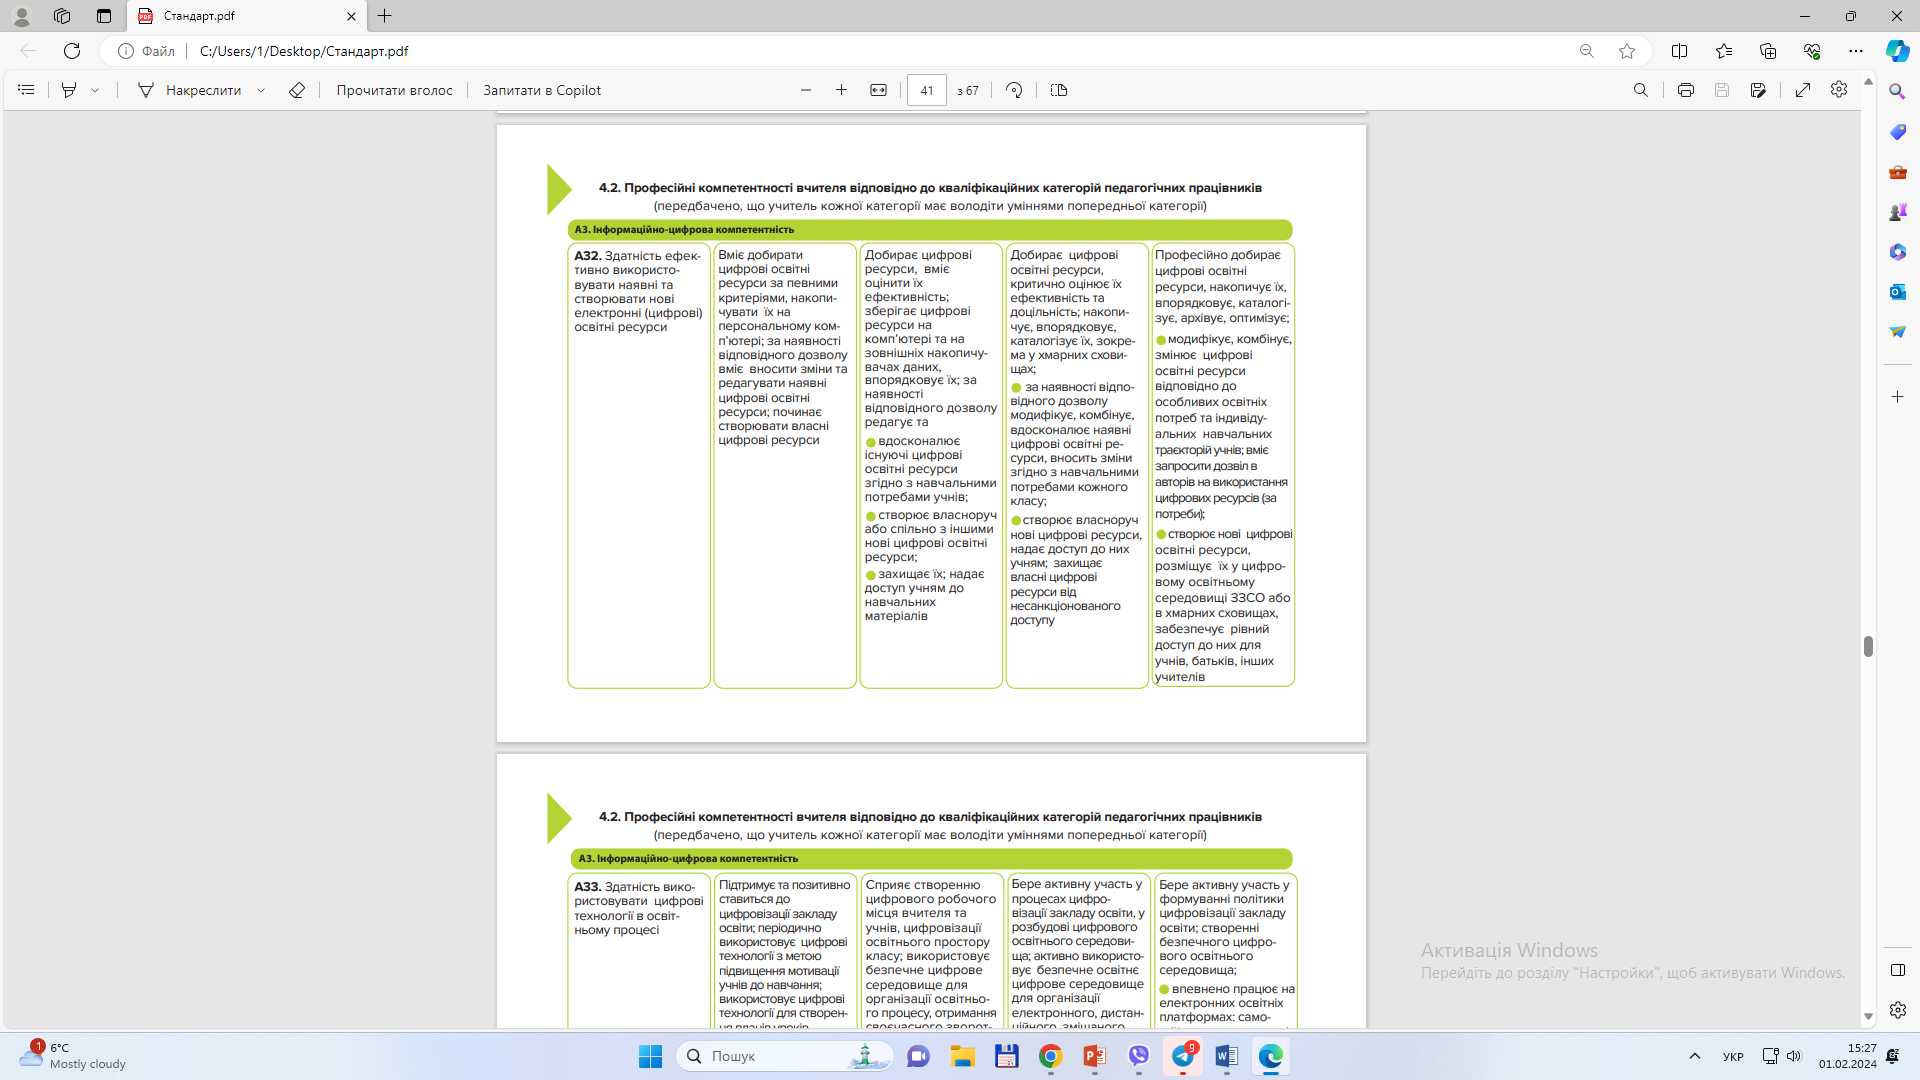 Стандарт.pdf
Файл
C:/Users/1/Desktop/Стандарт.pdf
Накреслити
Прочитати вголос
Запитати в Copilot
41
з 67
4.2. Професійні компетентності вчителя відповідно до кваліфікаційних категорій педагогічних працівників
(передбачено, що учитель кожної категорії має володіти уміннями попередньої категорії)
А3. Інформаційно-цифрова компетентність
А32. Здатність ефек-
тивно використо-
вувати наявні та
створювати нові
електронні (цифрові)
освітні ресурси
Вміє добирати
цифрові освітні
ресурси за певними
критеріями, накопи-
чувати їх на
персональному ком-
п'ютері; за наявності
відповідного дозволу
вміє вносити зміни та
редагувати наявні
цифрові освітні
ресурси; починає
створювати власні
цифрові ресурси
Добирає цифрові
ресурси, вміє
оцінити їх
ефективність;
зберігає цифрові
ресурси на
комп'ютері та на
зовнішніх накопичу-
вачах даних,
впорядковує їх; за
наявності
відповідного дозволу
редагує та
вдосконалює
існуючі цифрові
освітні ресурси
згідно з навчальними
потребами учнів;
створює власноруч
або спільно з іншими
нові цифрові освітні
ресурси;
захищає їх; надає
доступ учням до
навчальних
матеріалів
Добирає цифрові
освітні ресурси,
критично оцінює їх
ефективність та
доцільність; накопи-
чує, впорядковує,
каталогізує їх, зокре-
ма у хмарних схови-
щах;
за наявності відпо-
відного дозволу
модифікує, комбінує,
вдосконалює наявні
цифрові освітні ре-
сурси, вносить зміни
згідно з навчальними
потребами кожного
класу;
створює власноруч
нові цифрові ресурси,
надає доступ до них
учням; захищає
власні цифрові
ресурси від
несанкціонованого
доступу
Професійно добирає
цифрові освітні
ресурси, накопичує їх,
впорядковує, каталогі-
зує, архівує, оптимізує;
модифікує, комбінує,
змінює цифрові
освітні ресурси
відповідно до
особливих освітніх
потреб та індивіду-
альних навчальних
траєкторій учнів; вміє
запросити дозвіл в
авторів на використання
цифрових ресурсів (за
потреби);
створює нові цифрові
освітні ресурси,
розміщує їх у цифро-
вому освітньому
середовищі ЗЗСО або
в хмарних сховищах,
забезпечує рівний
доступ до них для
учнів, батьків, інших
учителів
4.2. Професійні компетентності вчителя відповідно до кваліфікаційних категорій педагогічних працівників
(передбачено, що учитель кожної категорії має володіти уміннями попередньої категорії)
А3. Інформаційно-цифрова компетентність
А33. Здатність вико-
ристовувати цифрові
технології в освіт-
ньому процесі
Підтримує та позитивно
ставиться до
цифровізації закладу
освіти; періодично
використовує цифрові
технології з метою
підвищення мотивації
учнів до навчання;
використовує цифрові
технології для створен-
ня планів уроків
Сприяє створенню
цифрового робочого
місця вчителя та
учнів, цифровізації
освітнього простору
класу; використовує
безпечне цифрове
середовище для
організації освітньо-
го процесу, отримання
своєчасного зворот-
Бере активну участь у
процесах цифро-
візації закладу освіти, у
розбудові цифрового
освітнього середови-
ща; активно використо-
вує безпечне освітнє
цифрове середовище
для організації
електронного, дистан-
ційного, змішаного
Бере активну участь у
формуванні політики
цифровізації закладу
освіти; створенні
безпечного цифро-
вого освітнього
середовища;
впевнено працює на
електронних освітніх
платформах: само-
Активація Windows
Перейдіть до розділу "Настройки", щоб активувати Windows.
1
6°C
Mostly cloudy
Пошук
9
УКР
15:27
01.02.2024